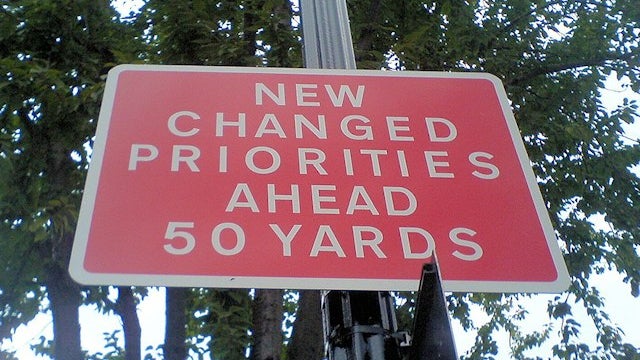 NEW
CHANGED
PRIORITIES
AHEAD
50 YARDS